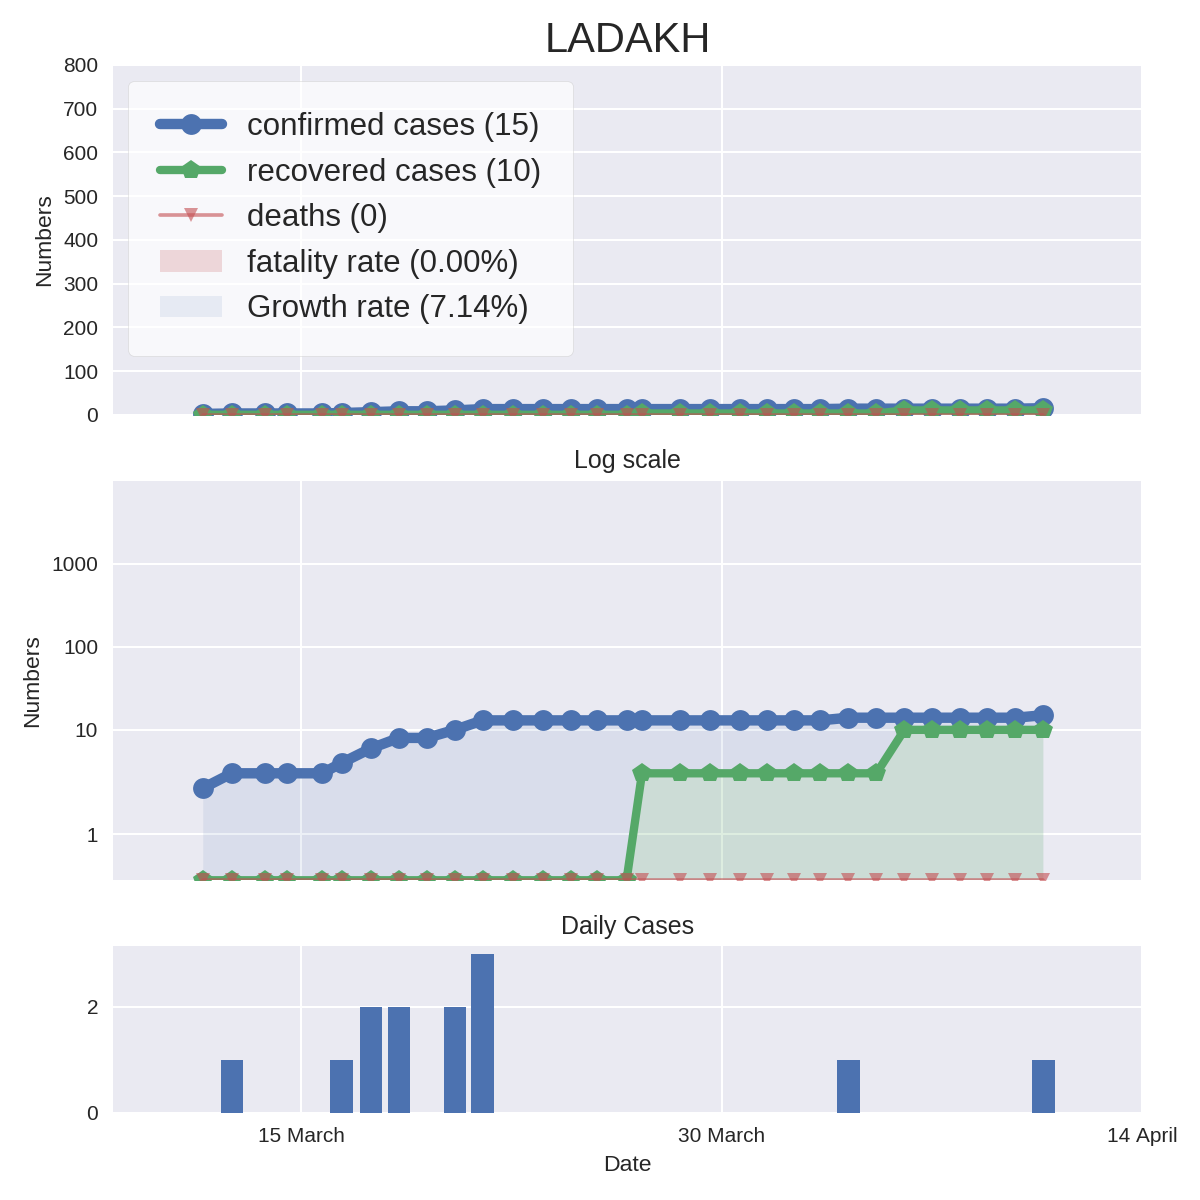 LADAKH
800
700
600
500
400
300
200
100
0
Numbers
confirmed cases (15)
recovered cases (10)
deaths (0)
fatality rate (0.00%)
Growth rate (7.14%)
Log scale
1000
100
10
1
Numbers
Daily Cases
2
0
15 March
30 March
14 April
Date